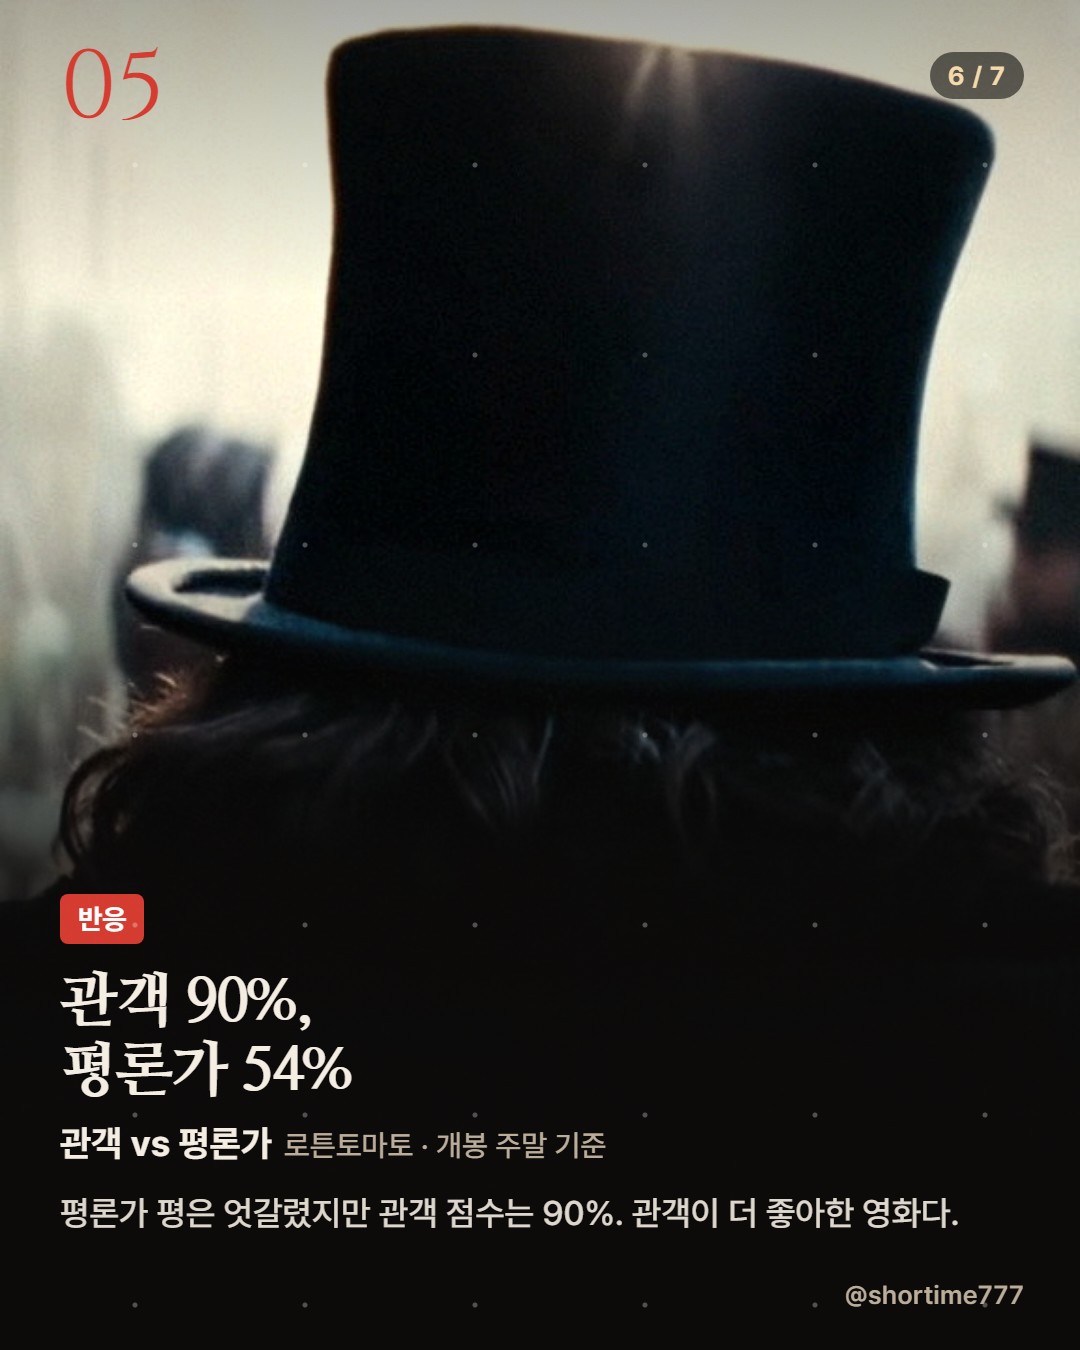 05
6 / 7
반응
관객 90%,
평론가 54%
관객 vs 평론가 로튼토마토 · 개봉 주말 기준
평론가 평은 엇갈렸지만 관객 점수는 90%. 관객이 더 좋아한 영화다.
@shortime777